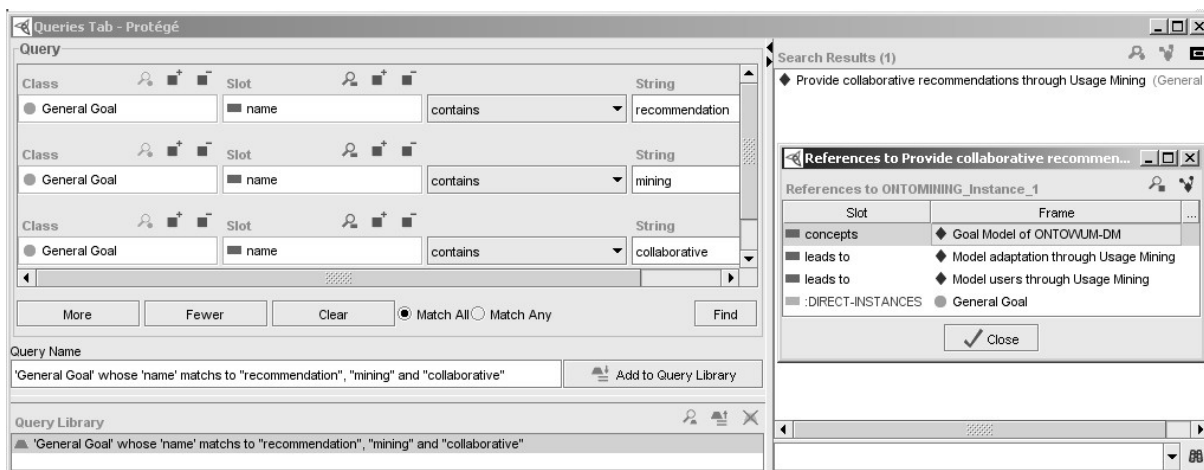 Queries Tab - Protégé
Query
Class Slot String
General Goal name contains recommendation
Class Slot String
General Goal name contains mining
Class Slot String
General Goal name contains collaborative
More Fewer Clear Match All Match Any Find
Query Name
'General Goal' whose 'name' matchs to "recommendation", "mining" and "collaborative"
Add to Query Library
Query Library
'General Goal' whose 'name' matchs to "recommendation", "mining" and "collaborative"
Search Results (1)
Provide collaborative recommendations through Usage Mining (General
References to Provide collaborative recommen...
References to ONTOMINING_Instance_1
Slot Frame ...
concepts Goal Model of ONTOWUM-DM
leads to Model adaptation through Usage Mining
leads to Model users through Usage Mining
:DIRECT-INSTANCES General Goal
Close